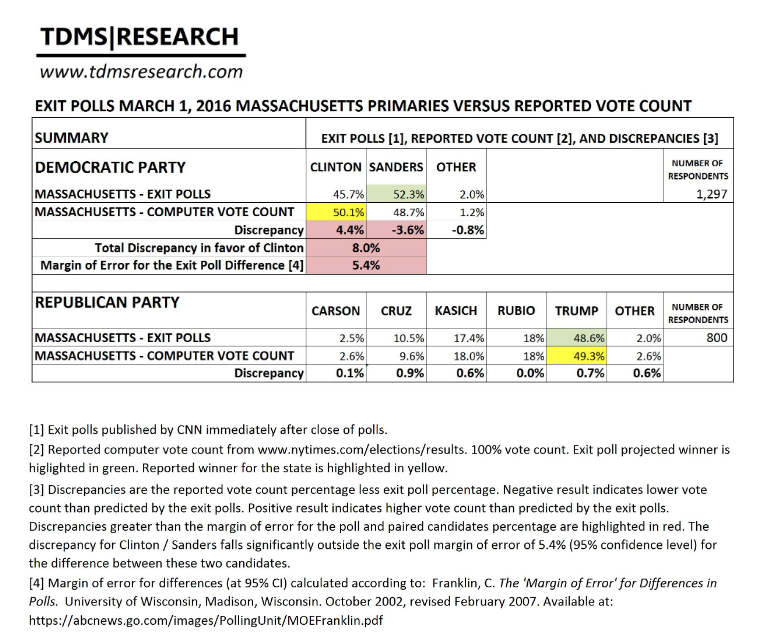 TDMS|RESEARCH
www.tdmsresearch.com
EXIT POLLS MARCH 1, 2016 MASSACHUSETTS PRIMARIES VERSUS REPORTED VOTE COUNT
SUMMARY EXIT POLLS [1], REPORTED VOTE COUNT [2], AND DISCREPANCIES [3]
DEMOCRATIC PARTY CLINTON SANDERS OTHER NUMBER OF RESPONDENTS
MASSACHUSETTS - EXIT POLLS 45.7% 52.3% 2.0% 1,297
MASSACHUSETTS - COMPUTER VOTE COUNT 50.1% 48.7% 1.2%
Discrepancy 4.4% -3.6% -0.8%
Total Discrepancy in favor of Clinton 8.0%
Margin of Error for the Exit Poll Difference [4] 5.4%
REPUBLICAN PARTY CARSON CRUZ KASICH RUBIO TRUMP OTHER NUMBER OF RESPONDENTS
MASSACHUSETTS - EXIT POLLS 2.5% 10.5% 17.4% 18% 48.6% 2.0% 800
MASSACHUSETTS - COMPUTER VOTE COUNT 2.6% 9.6% 18.0% 18% 49.3% 2.6%
Discrepancy 0.1% 0.9% 0.6% 0.0% 0.7% 0.6%
[1] Exit polls published by CNN immediately after close of polls.
[2] Reported computer vote count from www.nytimes.com/elections/results. 100% vote count. Exit poll projected winner is
higlighted in green. Reported winner for the state is highlighted in yellow.
[3] Discrepancies are the reported vote count percentage less exit poll percentage. Negative result indicates lower vote
count than predicted by the exit polls. Positive result indicates higher vote count than predicted by the exit polls.
Discrepancies greater than the margin of error for the poll and paired candidates percentage are highlighted in red. The
discrepancy for Clinton / Sanders falls significantly outside the exit poll margin of error of 5.4% (95% confidence level) for
the difference between these two candidates.
[4] Margin of error for differences (at 95% CI) calculated according to: Franklin, C. The 'Margin of Error' for Differences in
Polls. University of Wisconsin, Madison, Wisconsin. October 2002, revised February 2007. Available at:
https://abcnews.go.com/images/PollingUnit/MOEFranklin.pdf